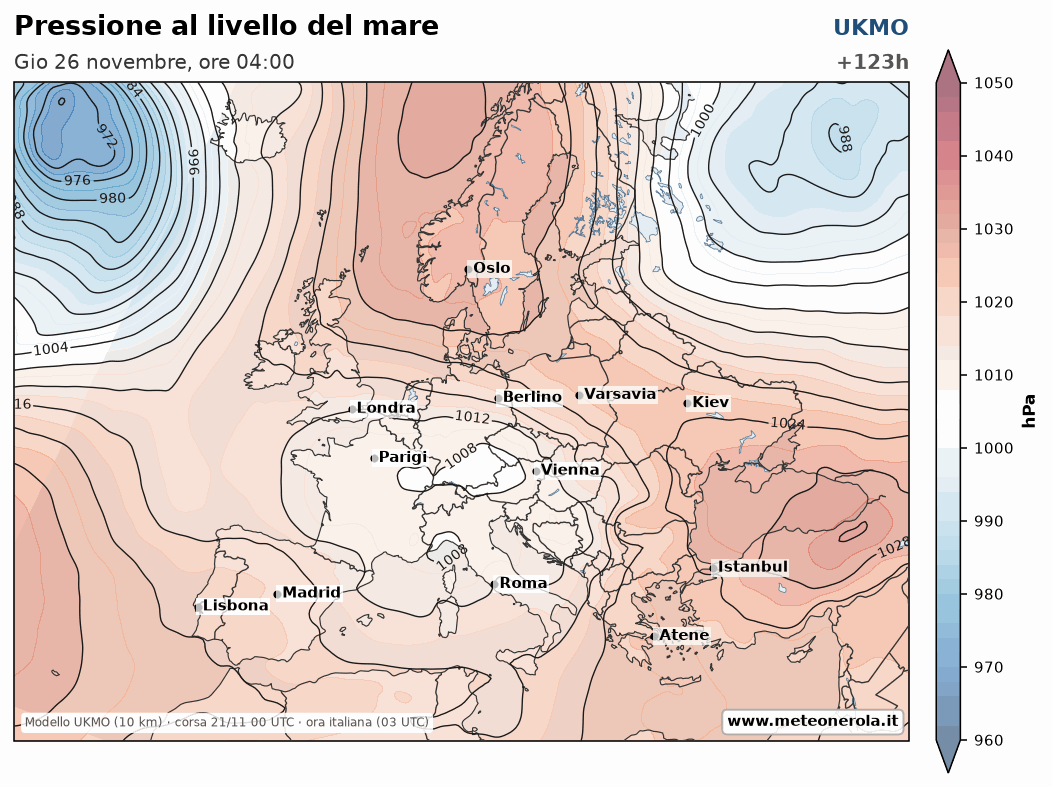 Pressione al livello del mare
UKMO
Gio 26 novembre, ore 04:00
+123h
1050
1040
1030
1020
1010
1000
990
980
970
960
hPa
84
972
976
980
88
996
1000
988
1004
16
1012
1008
1008
1024
1028
Oslo
Berlino
Varsavia
Kiev
Londra
Parigi
Vienna
Istanbul
Roma
Madrid
Lisbona
Atene
Modello UKMO (10 km) · corsa 21/11 00 UTC · ora italiana (03 UTC)
www.meteonerola.it